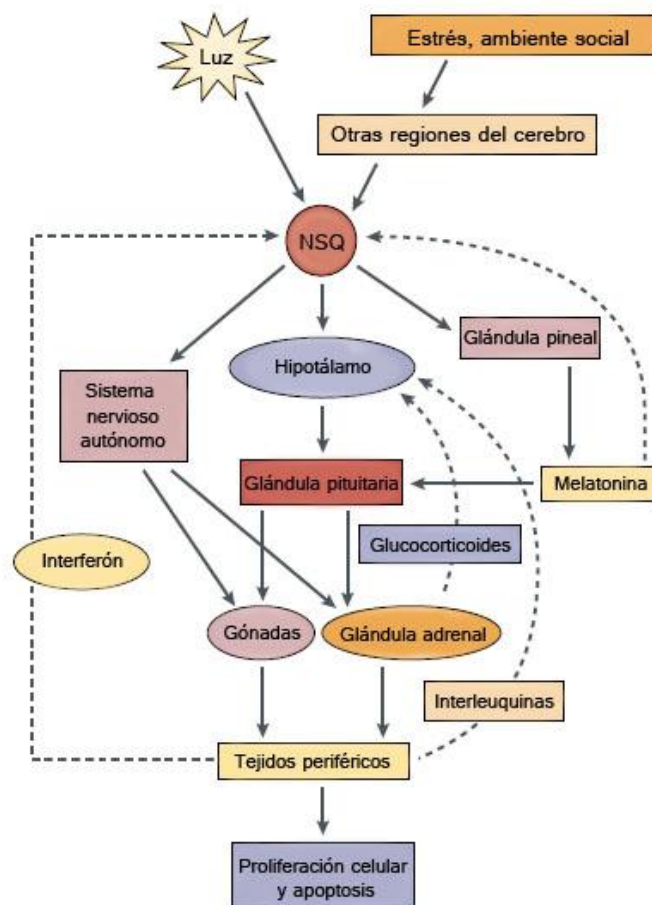 Luz
Estrés, ambiente social
Otras regiones del cerebro
NSQ
Glándula pineal
Hipotálamo
Sistema
nervioso
autónomo
Glándula pituitaria
Melatonina
Glucocorticoides
Interferón
Gónadas
Glándula adrenal
Interleuquinas
Tejidos periféricos
Proliferación celular
y apoptosis